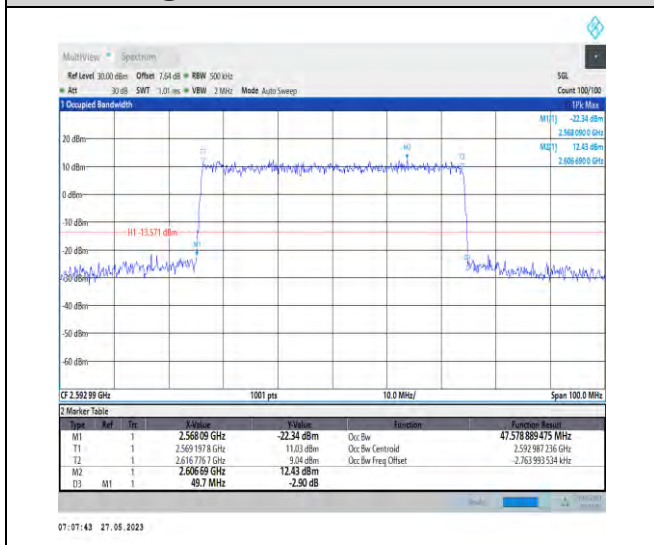 MultiView Spectrum
Ref Level 30.00 dBm Offset 7.64 dB RBW 500 kHz SGL
Att 30 dB SWT 1.01 ms VBW 2 MHz Mode Auto Sweep Count 100/100
1 Occupied Bandwidth 1Pk Max
M1[1] -22.34 dBm
2.568 090 0 GHz
M2[1] 12.43 dBm
2.606 690 0 GHz
20 dBm
M2
10 dBm
0 dBm
-10 dBm
H1 -13.571 dBm
M1
-20 dBm
-30 dBm
-40 dBm
-50 dBm
-60 dBm
CF 2.592 99 GHz 1001 pts 10.0 MHz/ Span 100.0 MHz
2 Marker Table
Type Ref Trc X-Value Y-Value Function Function Result
M1 1 2.568 09 GHz -22.34 dBm Occ Bw 47.578 889 475 MHz
T1 1 2.569 197 8 GHz 11.03 dBm Occ Bw Centroid 2.592 987 236 GHz
T2 1 2.616 776 7 GHz 9.04 dBm Occ Bw Freq Offset -2.763 993 534 kHz
M2 1 2.606 69 GHz 12.43 dBm
D3 M1 1 49.7 MHz -2.90 dB
07:07:43 27.05.2023